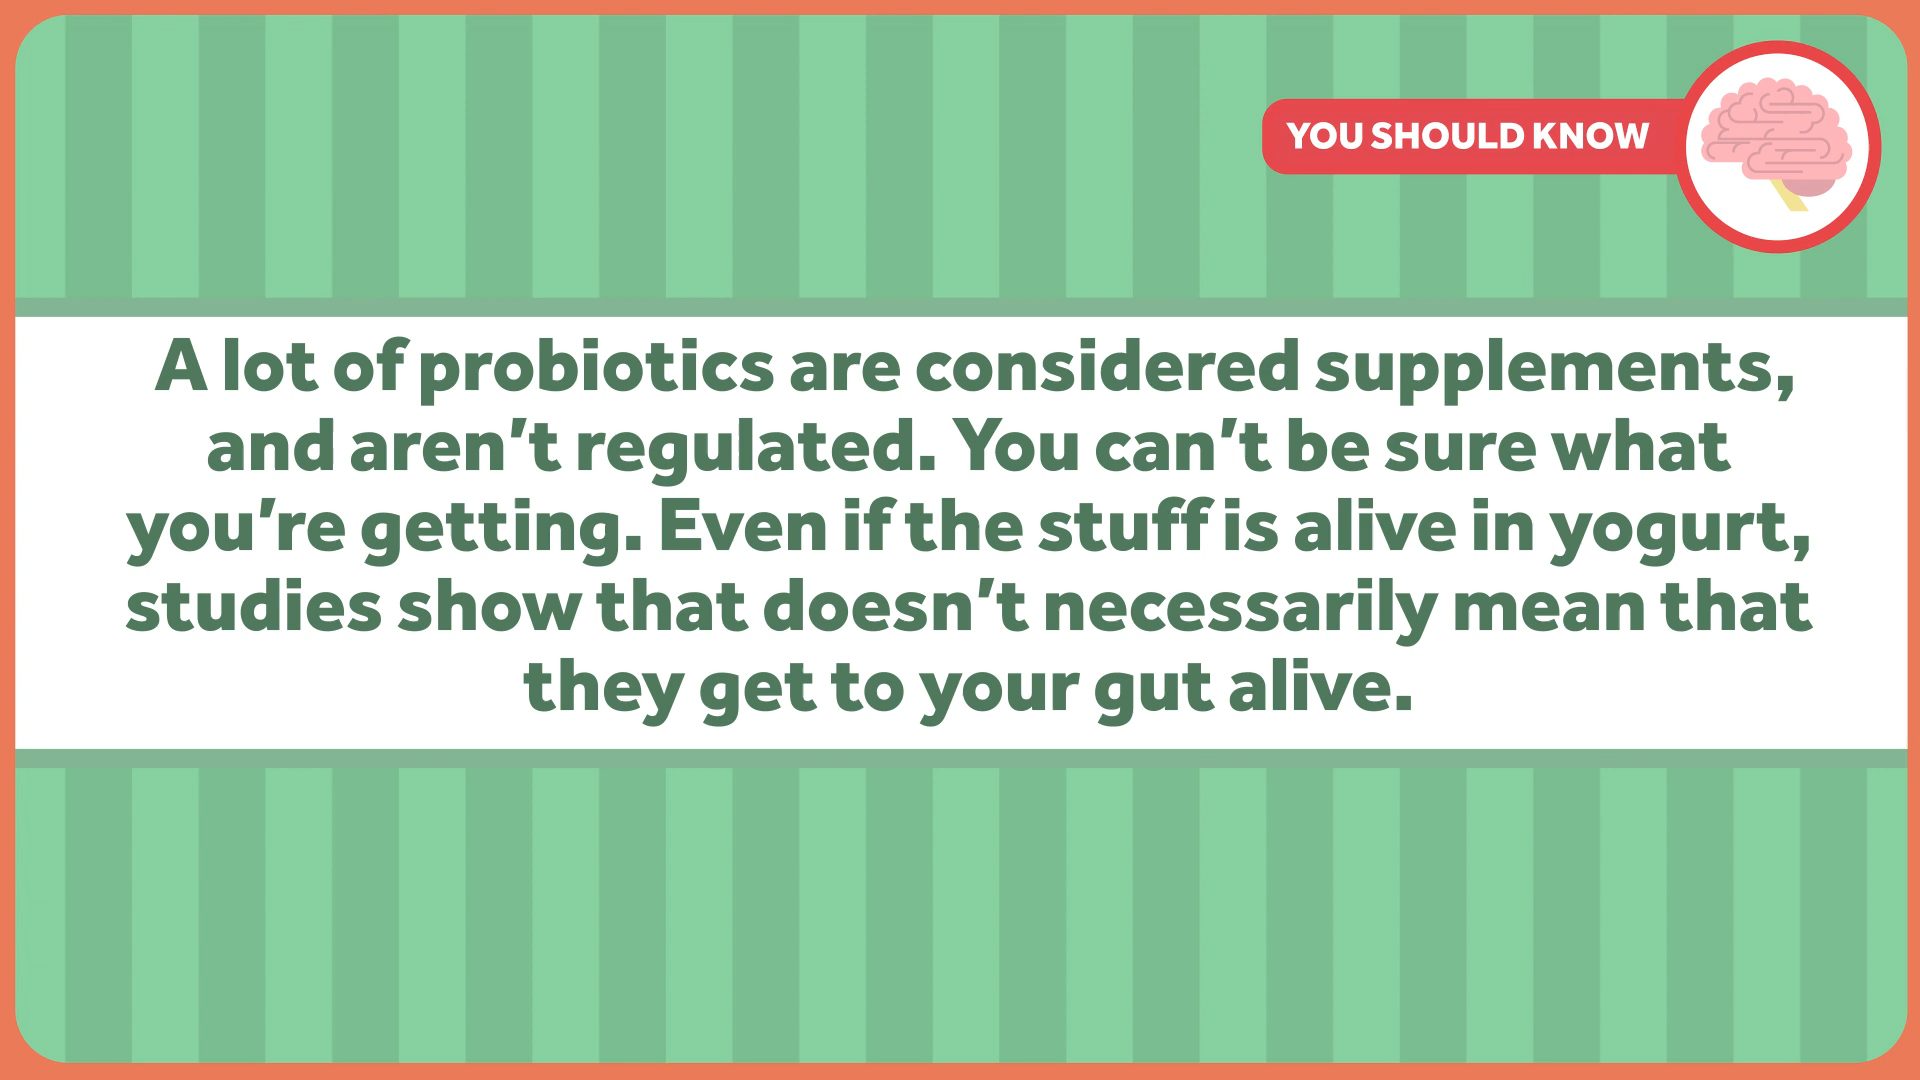 YOU SHOULD KNOW
A lot of probiotics are considered supplements,
and aren't regulated. You can't be sure what
you're getting. Even if the stuff is alive in yogurt,
studies show that doesn't necessarily mean that
they get to your gut alive.